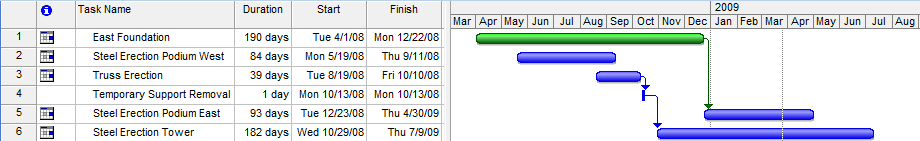 2009
Task Name Duration Start Finish Mar Apr May Jun Jul Aug Sep Oct Nov Dec Jan Feb Mar Apr May Jun Jul Aug
1 East Foundation 190 days Tue 4/1/08 Mon 12/22/08
2 Steel Erection Podium West 84 days Mon 5/19/08 Thu 9/11/08
3 Truss Erection 39 days Tue 8/19/08 Fri 10/10/08
4 Temporary Support Removal 1 day Mon 10/13/08 Mon 10/13/08
5 Steel Erection Podium East 93 days Tue 12/23/08 Thu 4/30/09
6 Steel Erection Tower 182 days Wed 10/29/08 Thu 7/9/09